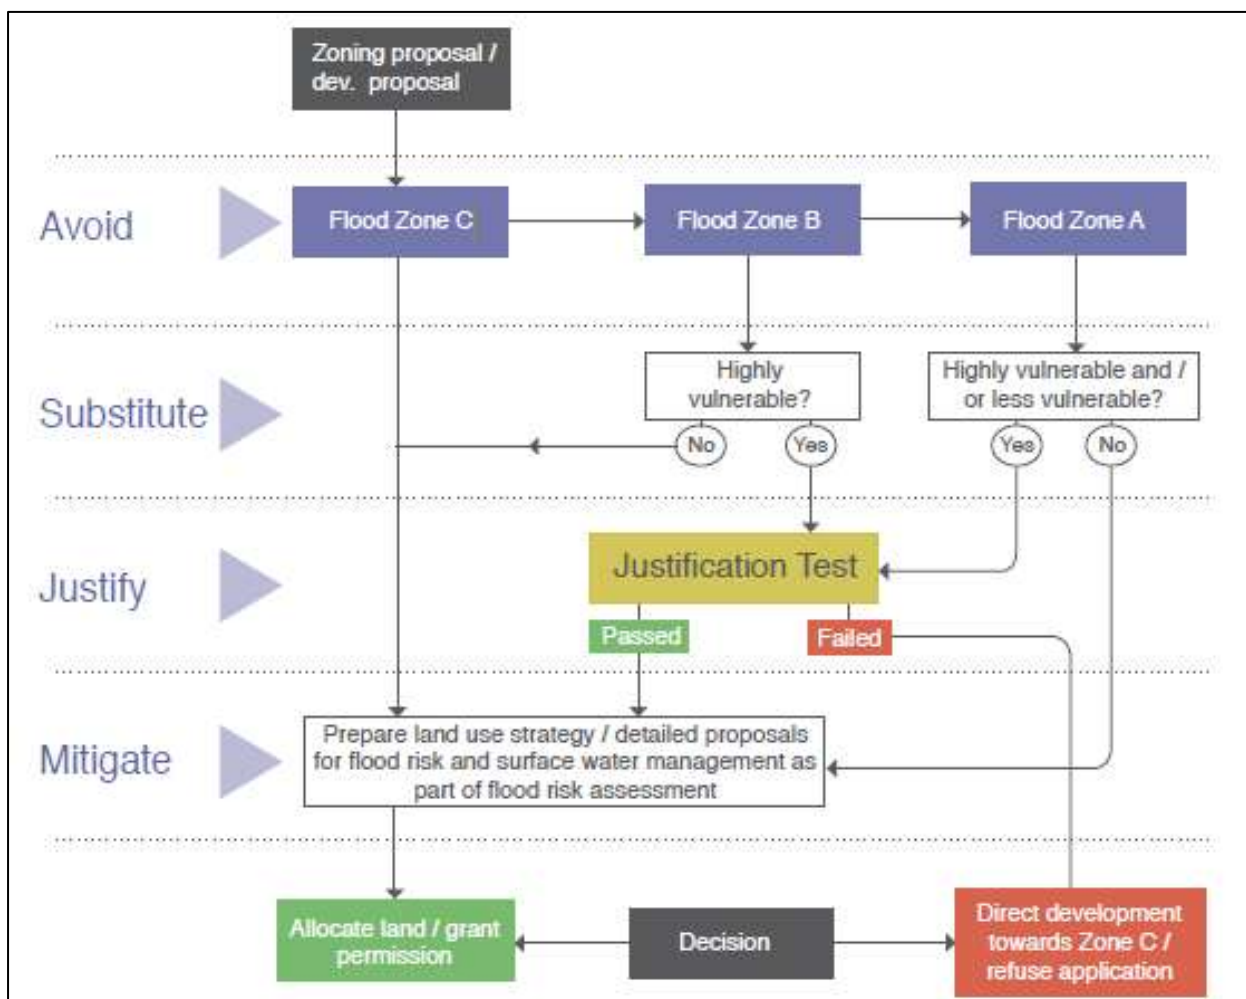 Zoning proposal /
dev. proposal
Avoid
Flood Zone C
Flood Zone B
Flood Zone A
Substitute
Highly
vulnerable?
Highly vulnerable and /
or less vulnerable?
No
Yes
Yes
No
Justify
Justification Test
Passed
Failed
Mitigate
Prepare land use strategy / detailed proposals
for flood risk and surface water management as
part of flood risk assessment
Allocate land / grant
permission
Decision
Direct development
towards Zone C /
refuse application